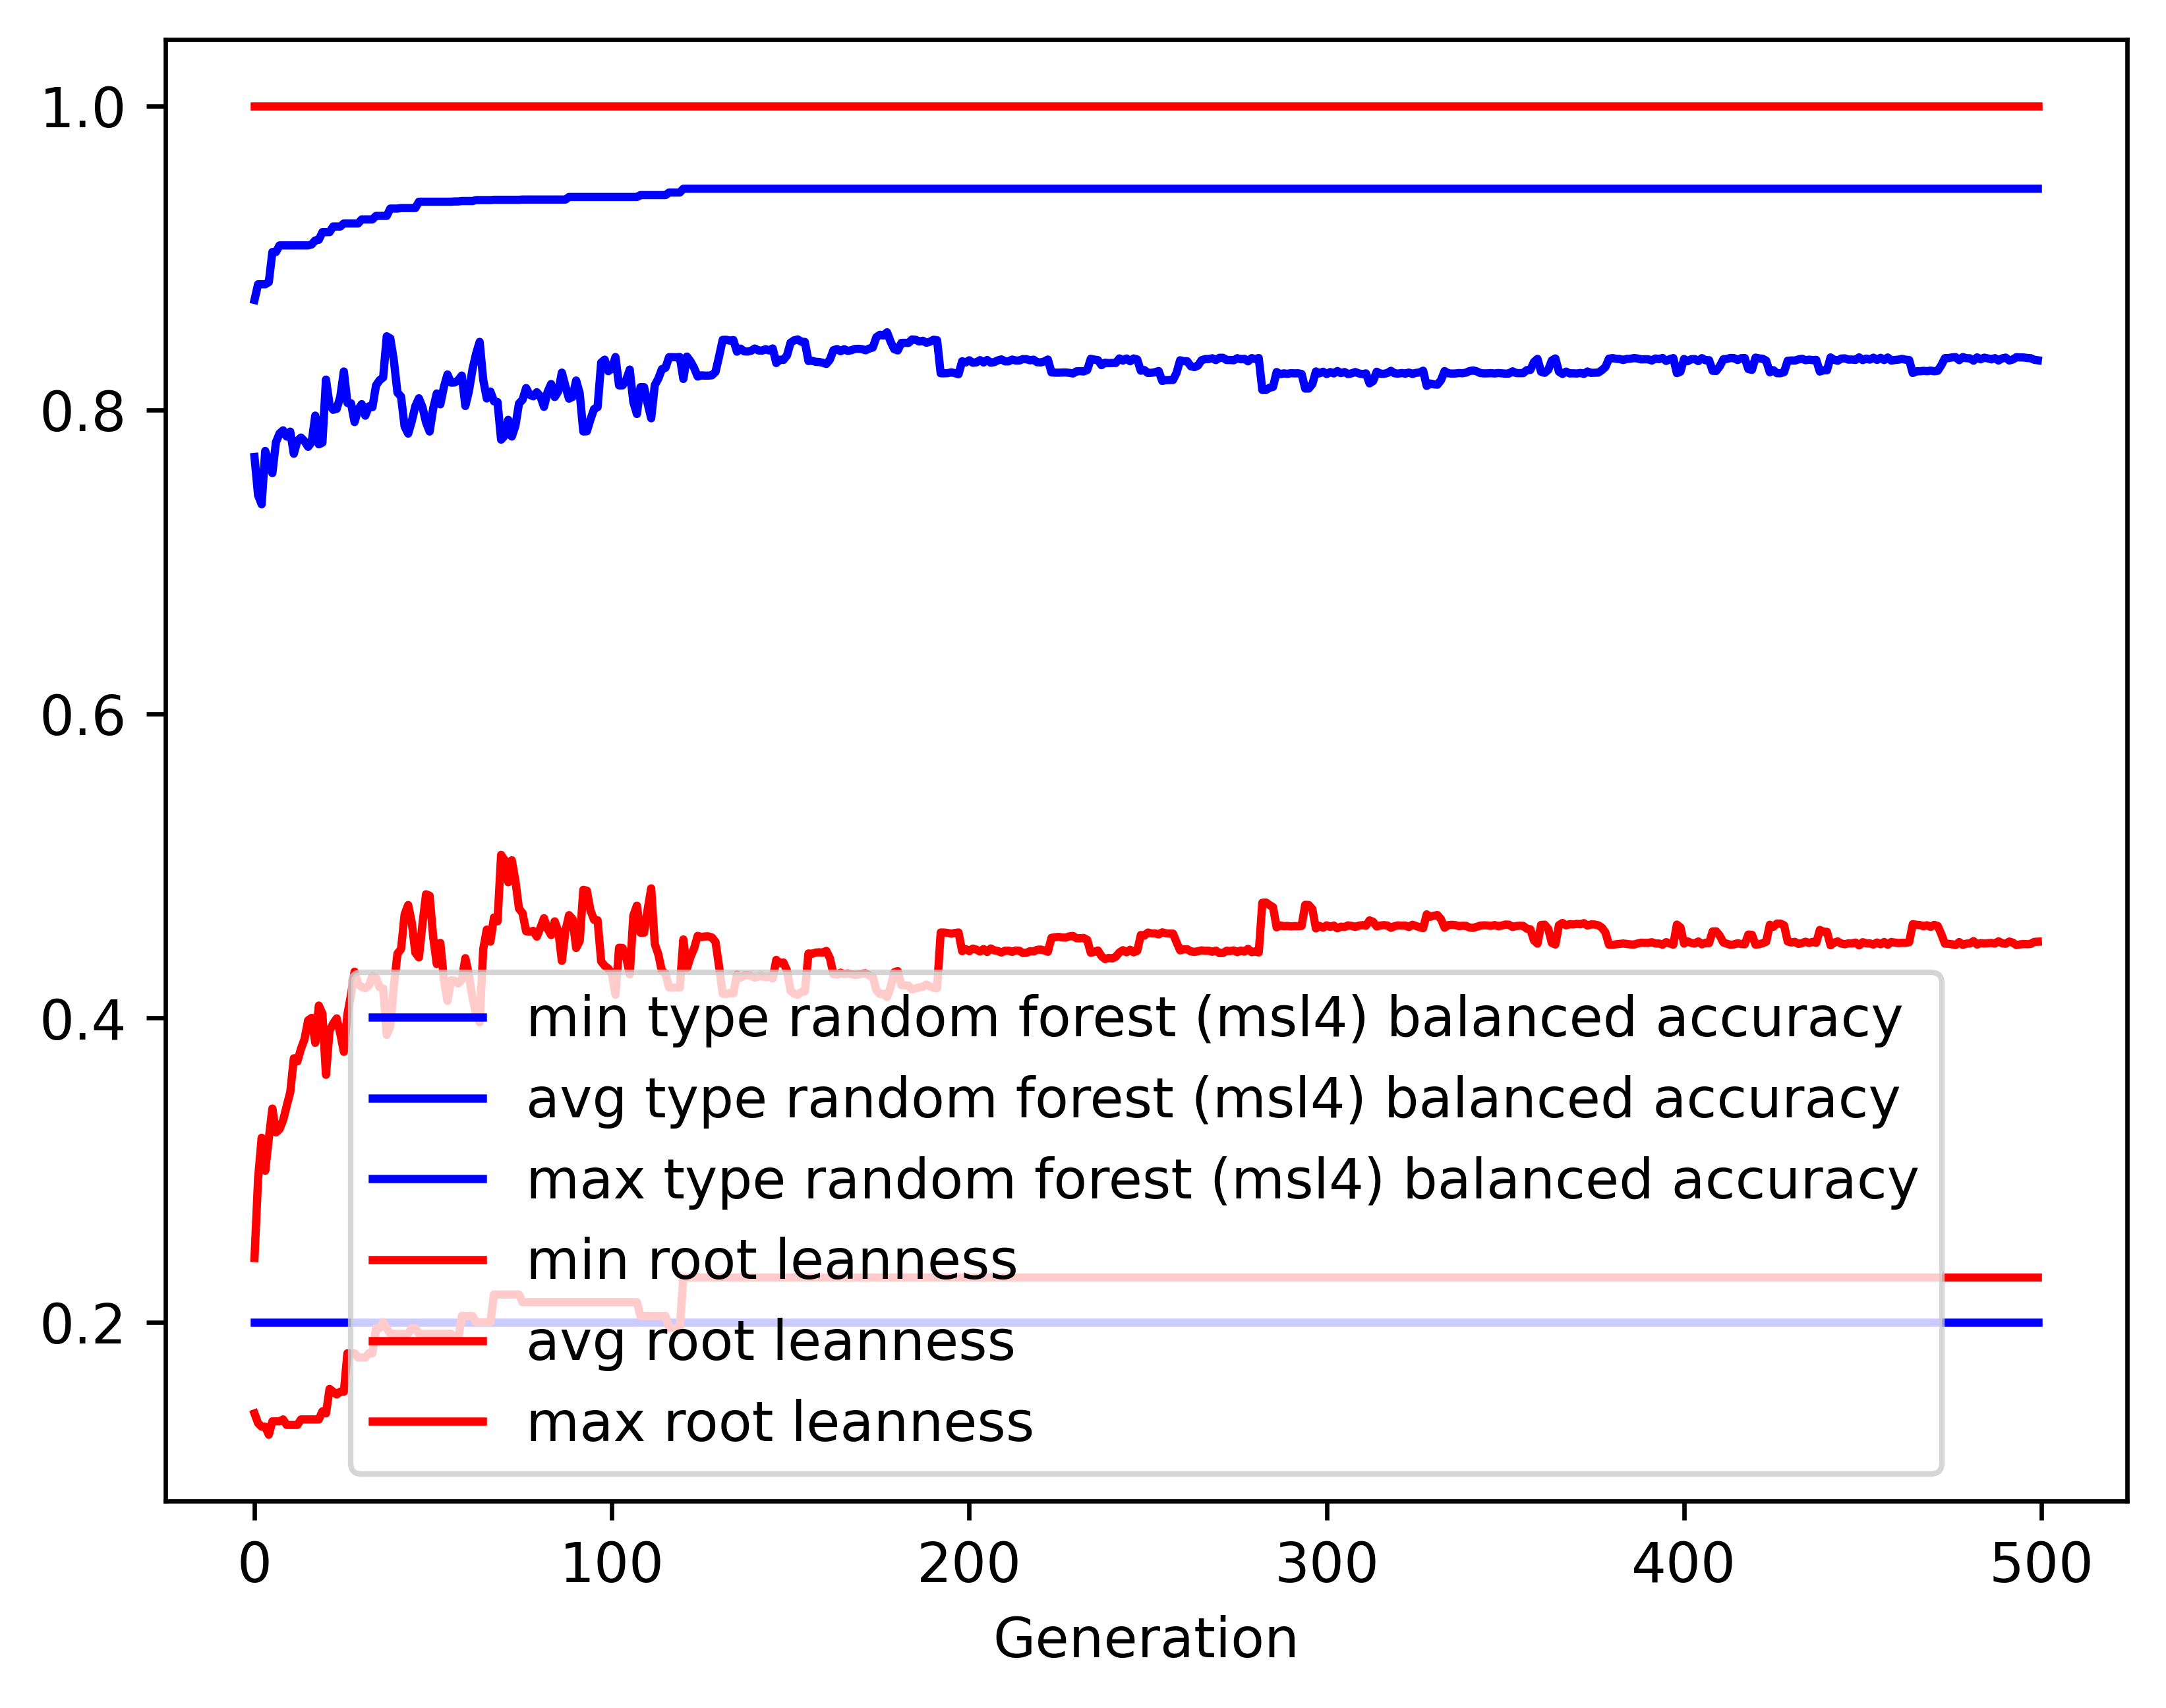 1.0
0.8
0.6
0.4
0.2
min type random forest (msl4) balanced accuracy
avg type random forest (msl4) balanced accuracy
max type random forest (msl4) balanced accuracy
min root leanness
avg root leanness
max root leanness
0 100 200 300 400 500
Generation